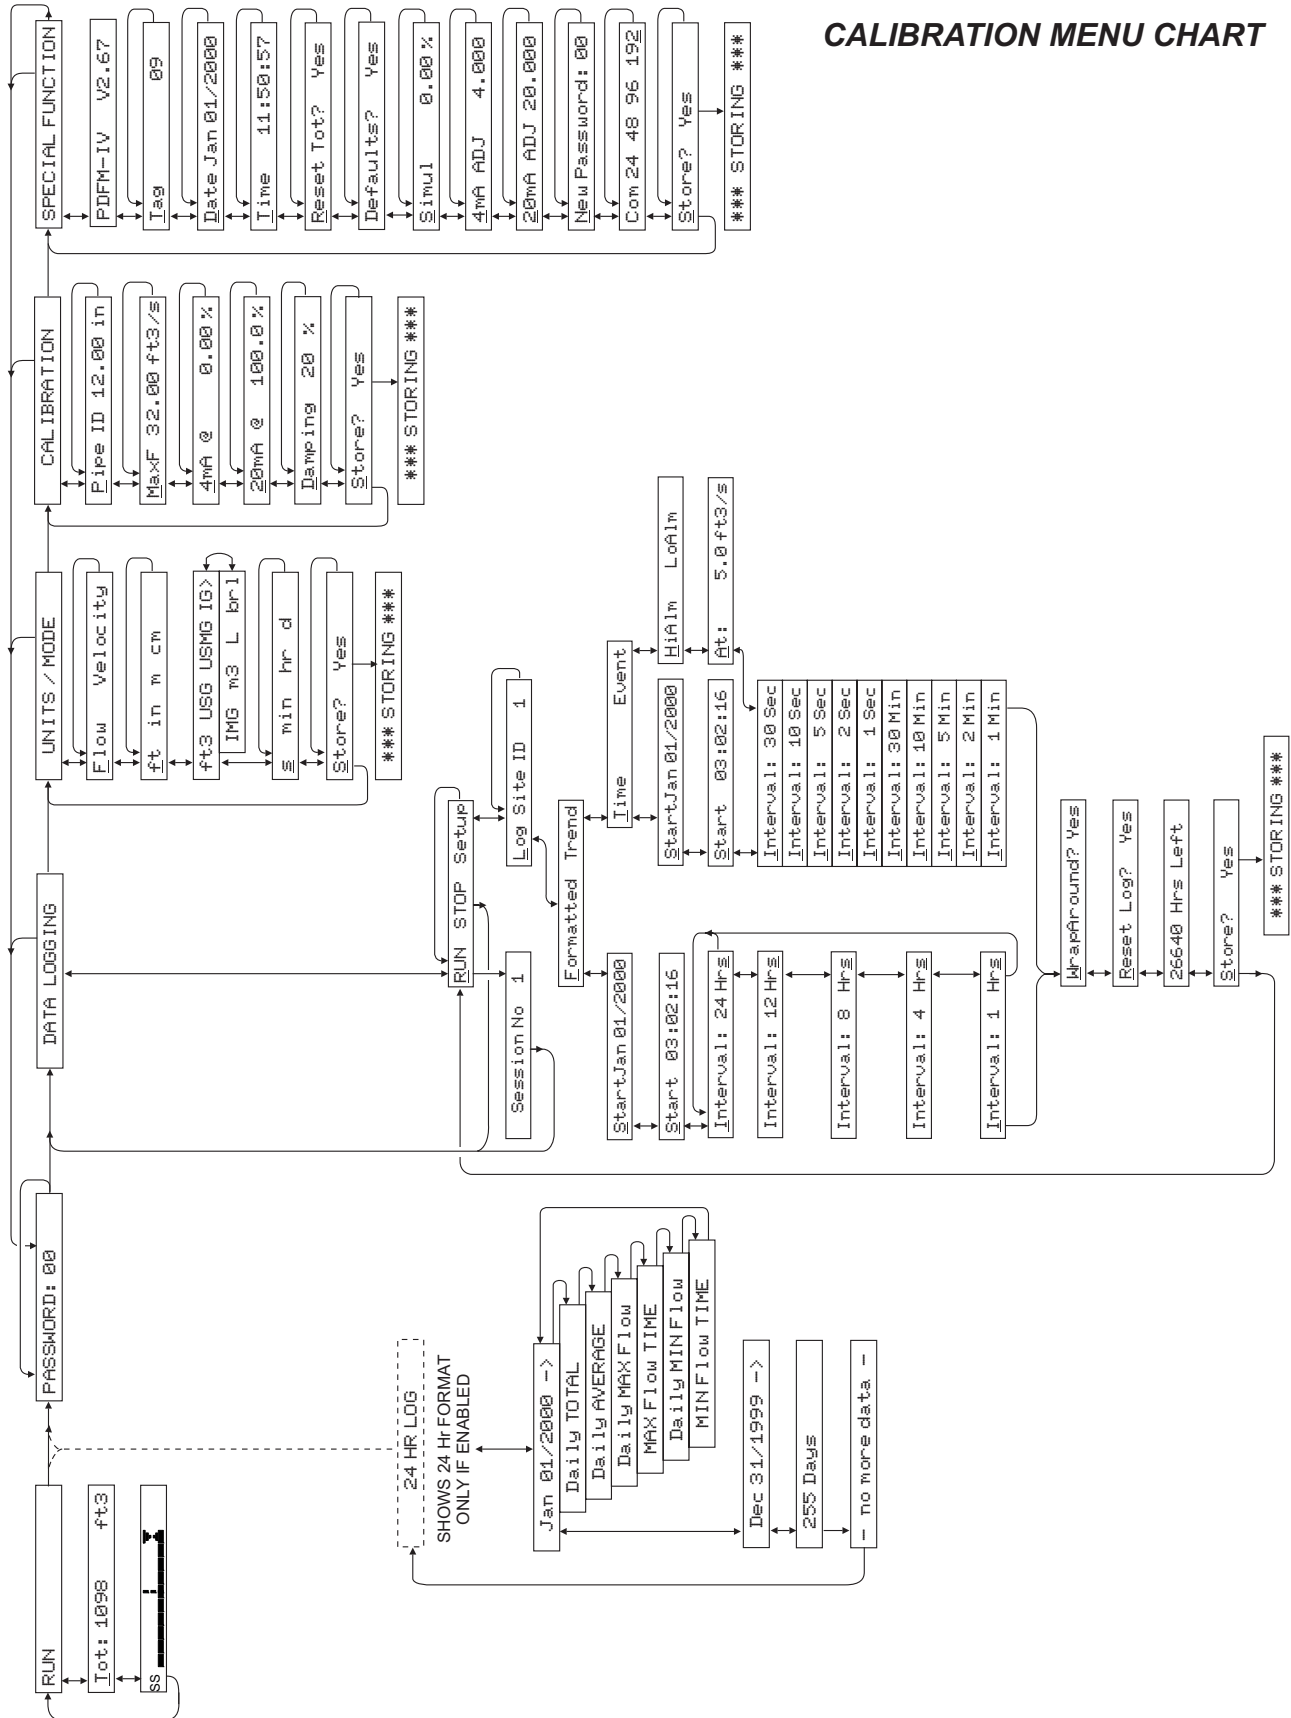 CALIBRATION MENU CHART
RUN
Tot: 1098 ft3
SS
PASSWORD: 00
24 HR LOG
SHOWS 24 Hr FORMAT
ONLY IF ENABLED
Jan 01/2000 ->
Daily TOTAL
Daily AVERAGE
Daily MAX Flow
MAX Flow TIME
Daily MIN Flow
MIN Flow TIME
Dec 31/1999 ->
255 Days
- no more data -
DATA LOGGING
RUN STOP Setup
Session No 1
Log Site ID 1
Formatted Trend
StartJan 01/2000
Start 03:02:16
Interval: 24 Hrs
Interval: 12 Hrs
Interval: 8 Hrs
Interval: 4 Hrs
Interval: 1 Hrs
Time Event
StartJan 01/2000
Start 03:02:16
HiAlm LoAlm
At: 5.0 ft3/s
Interval: 30 Sec
Interval: 10 Sec
Interval: 5 Sec
Interval: 2 Sec
Interval: 1 Sec
Interval: 30 Min
Interval: 10 Min
Interval: 5 Min
Interval: 2 Min
Interval: 1 Min
WrapAround? Yes
Reset Log? Yes
26640 Hrs Left
Store? Yes
*** STORING ***
UNITS / MODE
Flow Velocity
ft in m cm
ft3 USG USMG IG>
IMG m3 L brl
s min hr d
Store? Yes
*** STORING ***
CALIBRATION
Pipe ID 12.00 in
MaxF 32.00 ft3/s
4mA @ 0.00 %
20mA @ 100.0 %
Damping 20 %
Store? Yes
*** STORING ***
SPECIAL FUNCTION
PDFM-IV V2.67
Tag 09
Date Jan 01/2000
Time 11:50:57
Reset Tot? Yes
Defaults? Yes
Simul 0.00 %
4mA ADJ 4.000
20mA ADJ 20.000
New Password: 00
Com 24 48 96 192
Store? Yes
*** STORING ***